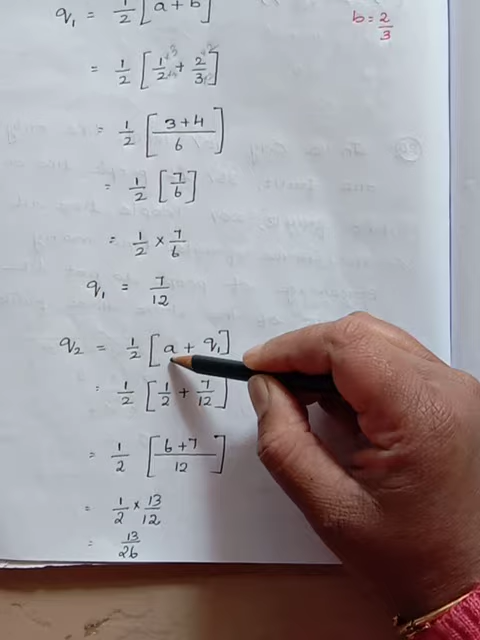 q₁ = 1/2 [a + b]
b = 2/3
= 1/2 [1/2 + 2/3]
= 1/2 [(3+4)/6]
= 1/2 [7/6]
= 1/2 × 7/6
q₁ = 7/12
q₂ = 1/2 [a + q₁]
= 1/2 [1/2 + 7/12]
= 1/2 [(6+7)/12]
= 1/2 × 13/12
= 13/26